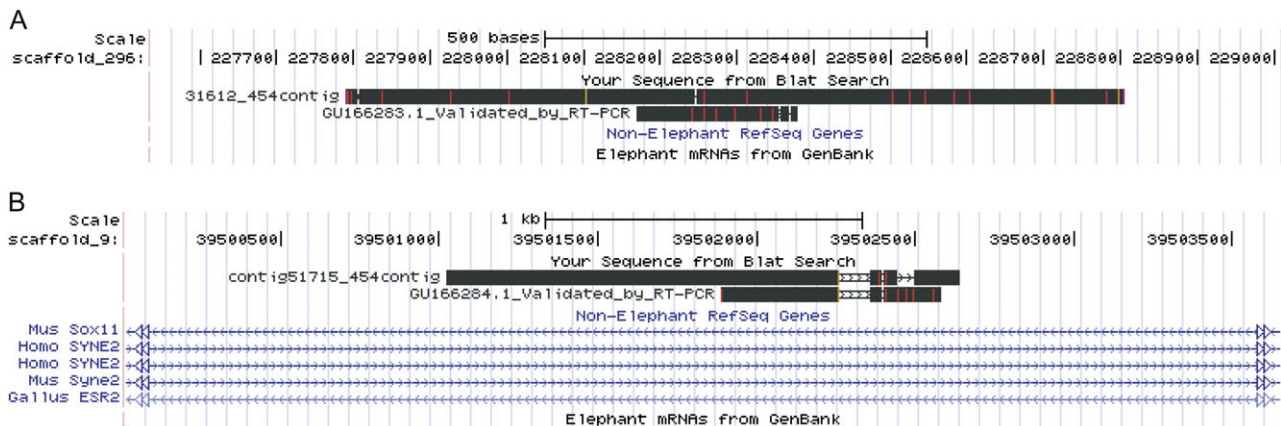 A
Scale 500 bases
scaffold_296: 227700 227800 227900 228000 228100 228200 228300 228400 228500 228600 228700 228800 228900 229000
Your Sequence from Blat Search
31612_454contig
GU166283.1_Validated_by_RT-PCR
Non-Elephant RefSeq Genes
Elephant mRNAs from GenBank
B
Scale 1 kb
scaffold_9: 39500500 39501000 39501500 39502000 39502500 39503000 39503500
Your Sequence from Blat Search
contig51715_454contig
GU166284.1_Validated_by_RT-PCR
Non-Elephant RefSeq Genes
Mus Sox11
Homo SYNE2
Homo SYNE2
Mus Syne2
Gallus ESR2
Elephant mRNAs from GenBank